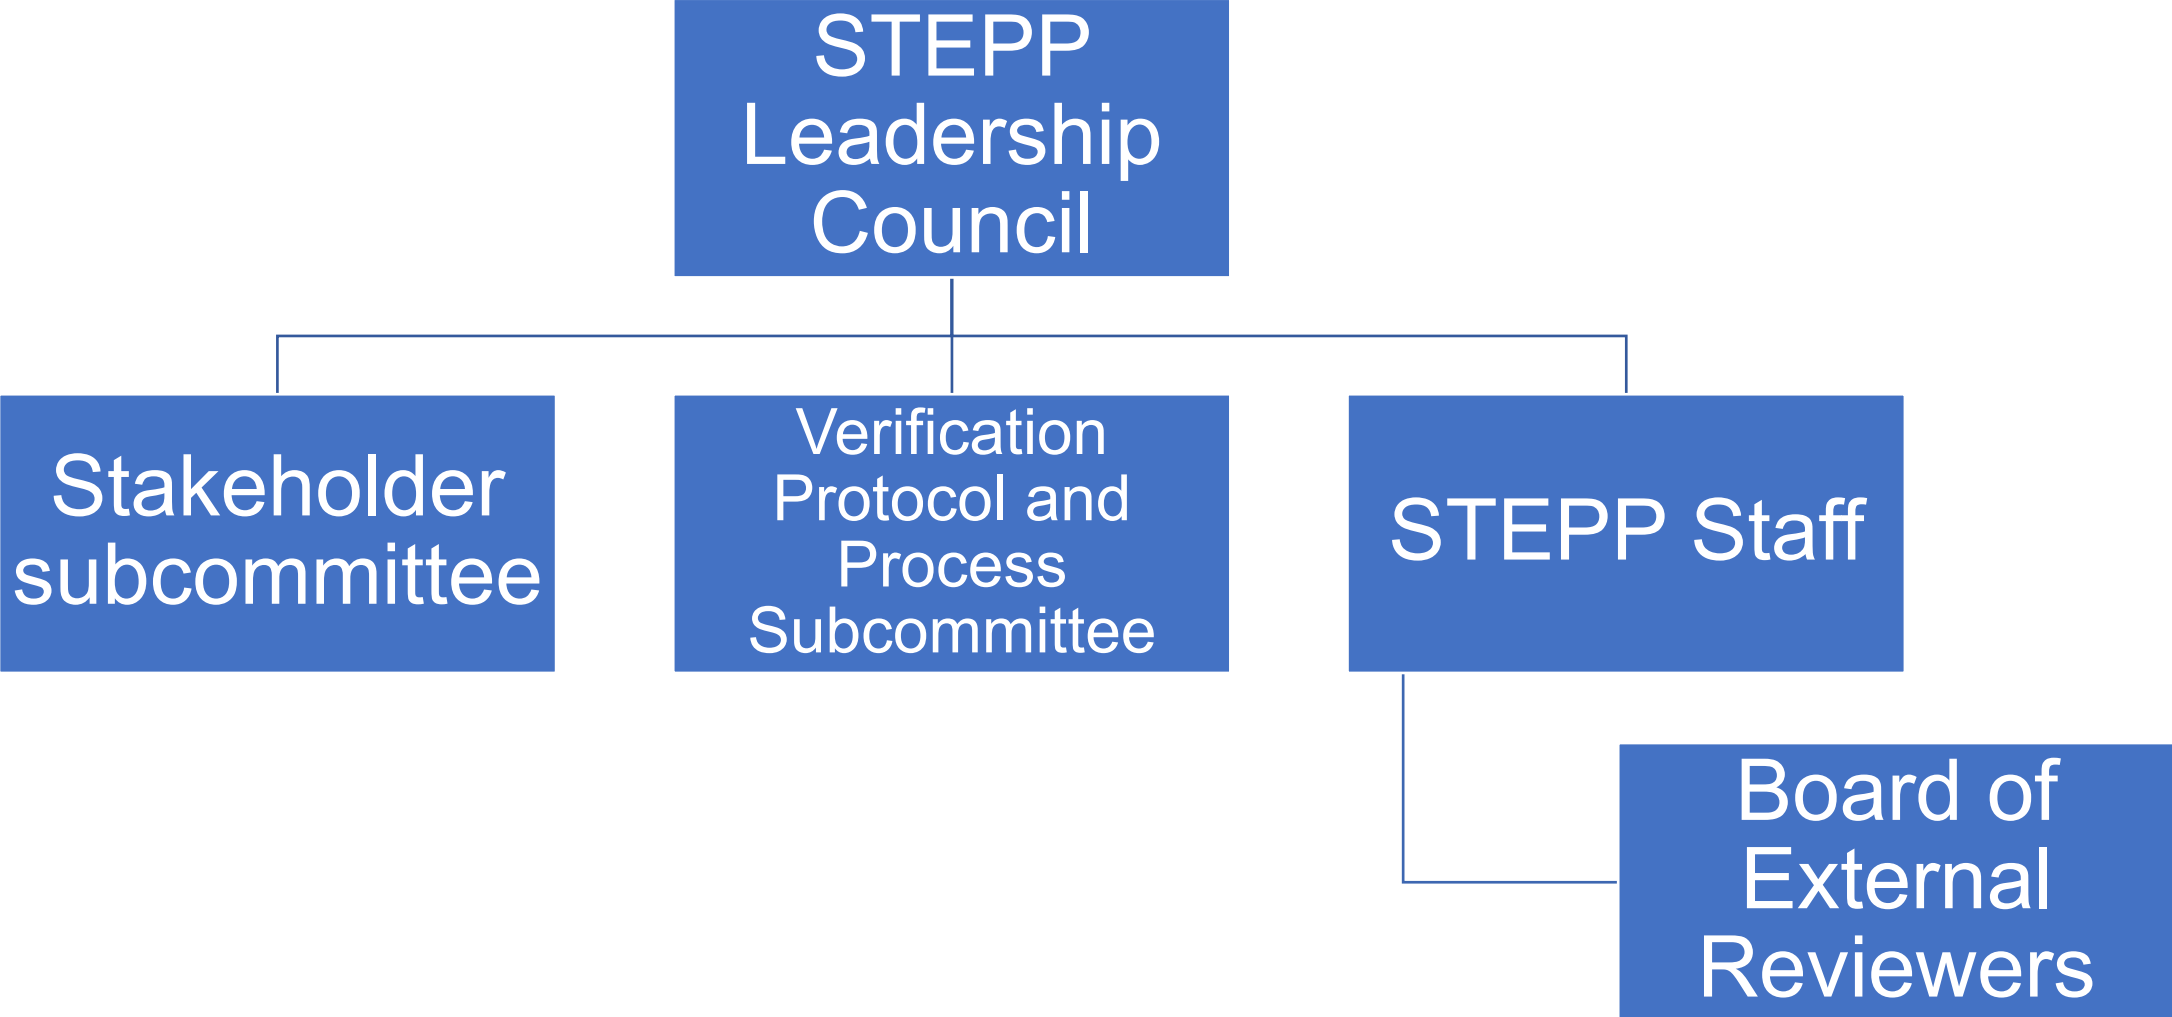 STEPP
Leadership
Council
Stakeholder
subcommittee
Verification
Protocol and
Process
Subcommittee
STEPP Staff
Board of
External
Reviewers